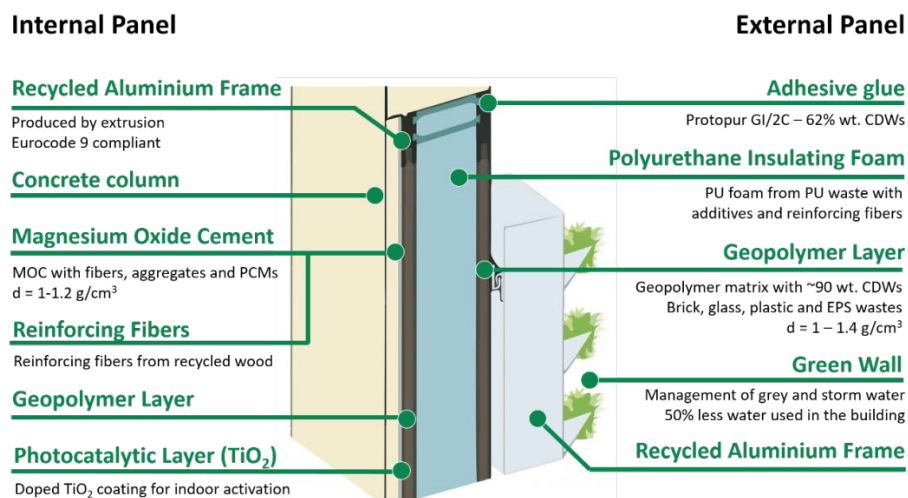 Internal Panel
External Panel
Recycled Aluminium Frame
Produced by extrusion
Eurocode 9 compliant
Concrete column
Magnesium Oxide Cement
MOC with fibers, aggregates and PCMs
d = 1-1.2 g/cm³
Reinforcing Fibers
Reinforcing fibers from recycled wood
Geopolymer Layer
Photocatalytic Layer (TiO₂)
Doped TiO₂ coating for indoor activation
Adhesive glue
Protopur GI/2C – 62% wt. CDWs
Polyurethane Insulating Foam
PU foam from PU waste with
additives and reinforcing fibers
Geopolymer Layer
Geopolymer matrix with ~90 wt. CDWs
Brick, glass, plastic and EPS wastes
d = 1 – 1.4 g/cm³
Green Wall
Management of grey and storm water
50% less water used in the building
Recycled Aluminium Frame